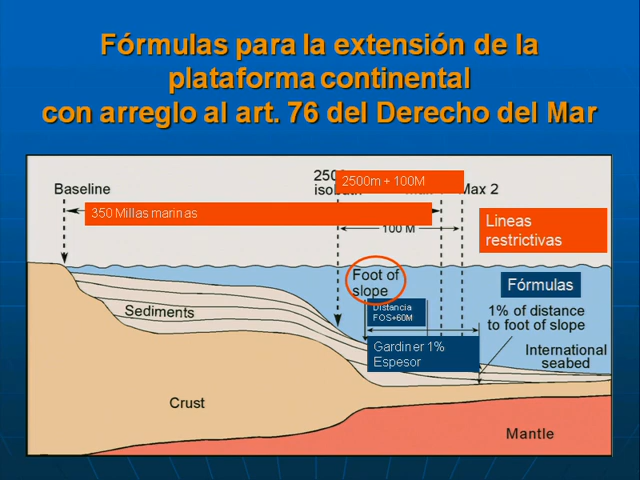 Fórmulas para la extensión de la
plataforma continental
con arreglo al art. 76 del Derecho del Mar
Baseline
2500m + 100M
Max 2
350 Millas marinas
100 M
Lineas
restrictivas
Foot of
slope
Fórmulas
Sediments
Distancia
FOS+60M
1% of distance
to foot of slope
Gardiner 1%
Espesor
International
seabed
Crust
Mantle